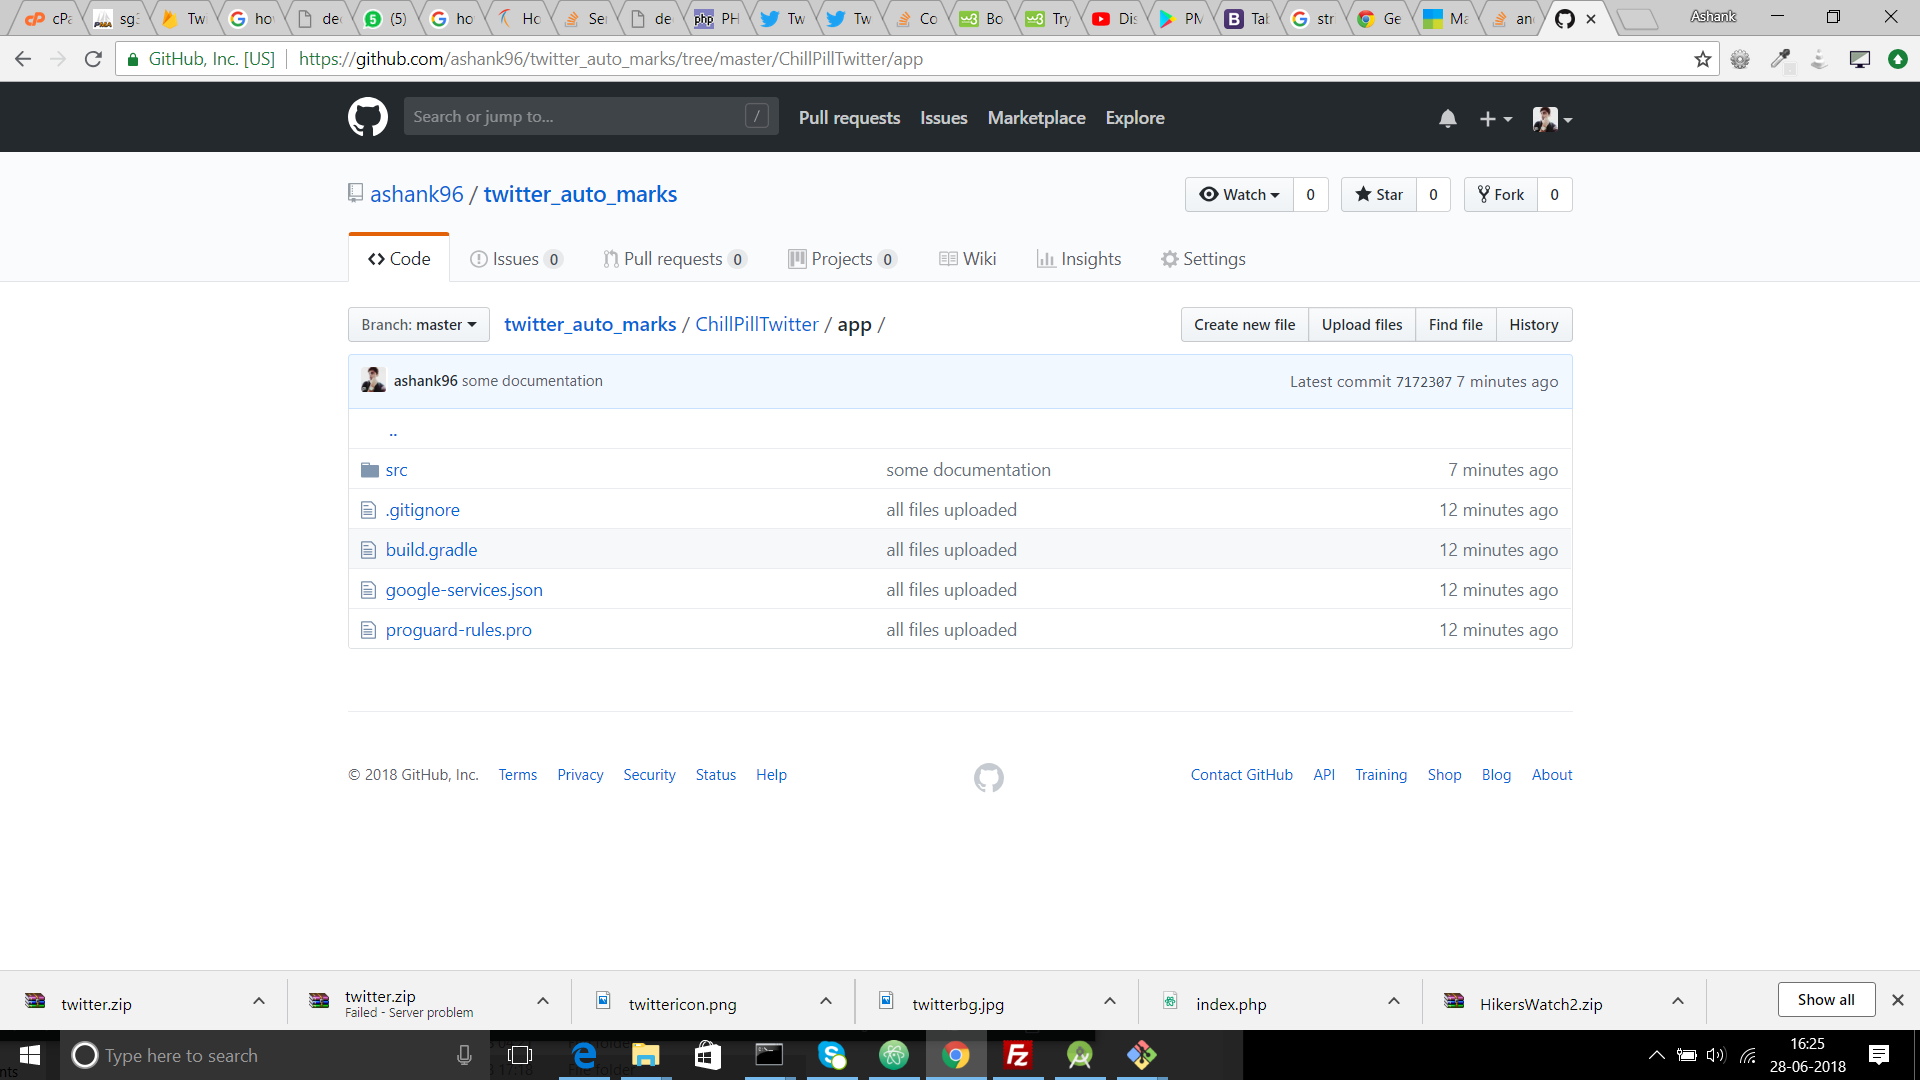 cPa
sg3
Tw
how
dec
(5)
ho
Ho
Ser
dec
PH
Tw
Tw
Co
Bo
Try
Dis
PM
Tab
str
Ge
Ma
an
Ashank
GitHub, Inc. [US] https://github.com/ashank96/twitter_auto_marks/tree/master/ChillPillTwitter/app
Search or jump to... / Pull requests Issues Marketplace Explore
ashank96 / twitter_auto_marks Watch 0 Star 0 Fork 0
Code Issues 0 Pull requests 0 Projects 0 Wiki Insights Settings
Branch: master twitter_auto_marks / ChillPillTwitter / app / Create new file Upload files Find file History
ashank96 some documentation Latest commit 7172307 7 minutes ago
..
src some documentation 7 minutes ago
.gitignore all files uploaded 12 minutes ago
build.gradle all files uploaded 12 minutes ago
google-services.json all files uploaded 12 minutes ago
proguard-rules.pro all files uploaded 12 minutes ago
© 2018 GitHub, Inc. Terms Privacy Security Status Help Contact GitHub API Training Shop Blog About
twitter.zip
twitter.zip
Failed - Server problem
twittericon.png
twitterbg.jpg
index.php
HikersWatch2.zip
Show all
Type here to search
16:25
28-06-2018